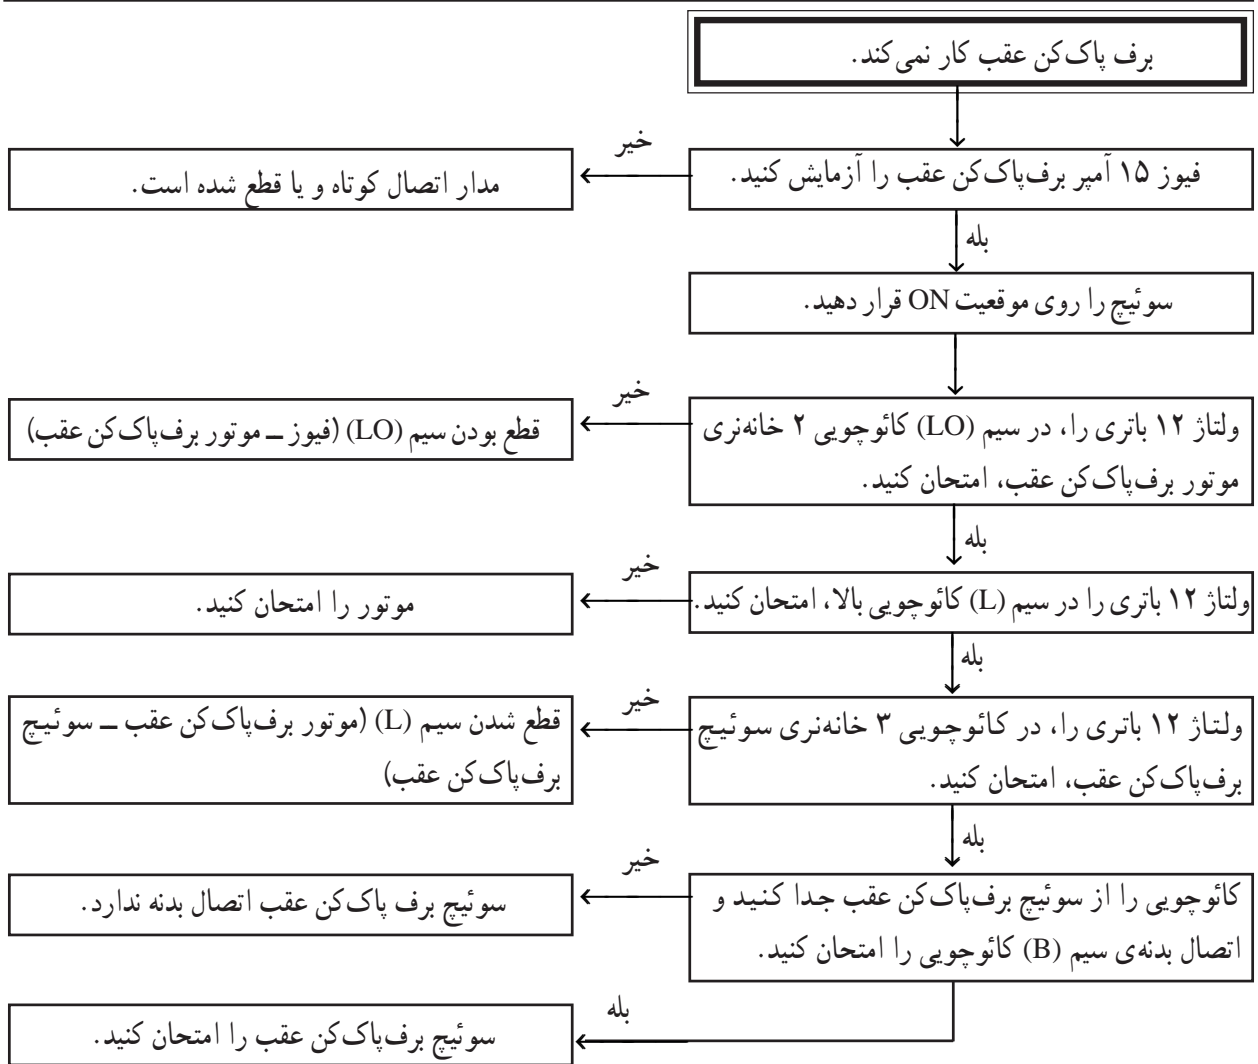 برف پاک‌کن عقب کار نمی‌کند.
فیوز ۱۵ آمپر برف‌پاک‌کن عقب را آزمایش کنید.
خیر
مدار اتصال کوتاه و یا قطع شده است.
بله
سوئیچ را روی موقعیت ON قرار دهید.
ولتاژ ۱۲ باتری را، در سیم (LO) کائوچویی ۲ خانه‌نری
موتور برف‌پاک‌کن عقب، امتحان کنید.
خیر
قطع بودن سیم (LO) (فیوز ــ موتور برف‌پاک‌کن عقب)
بله
ولتاژ ۱۲ باتری را در سیم (L) کائوچویی بالا، امتحان کنید.
خیر
موتور را امتحان کنید.
بله
ولتاژ ۱۲ باتری را، در کائوچویی ۳ خانه‌نری سوئیچ
برف‌پاک‌کن عقب، امتحان کنید.
خیر
قطع شدن سیم (L) (موتور برف‌پاک‌کن عقب ــ سوئیچ
برف‌پاک‌کن عقب)
بله
کائوچویی را از سوئیچ برف‌پاک‌کن عقب جدا کنید و
اتصال بدنه‌ی سیم (B) کائوچویی را امتحان کنید.
خیر
سوئیچ برف پاک‌کن عقب اتصال بدنه ندارد.
بله
سوئیچ برف‌پاک‌کن عقب را امتحان کنید.